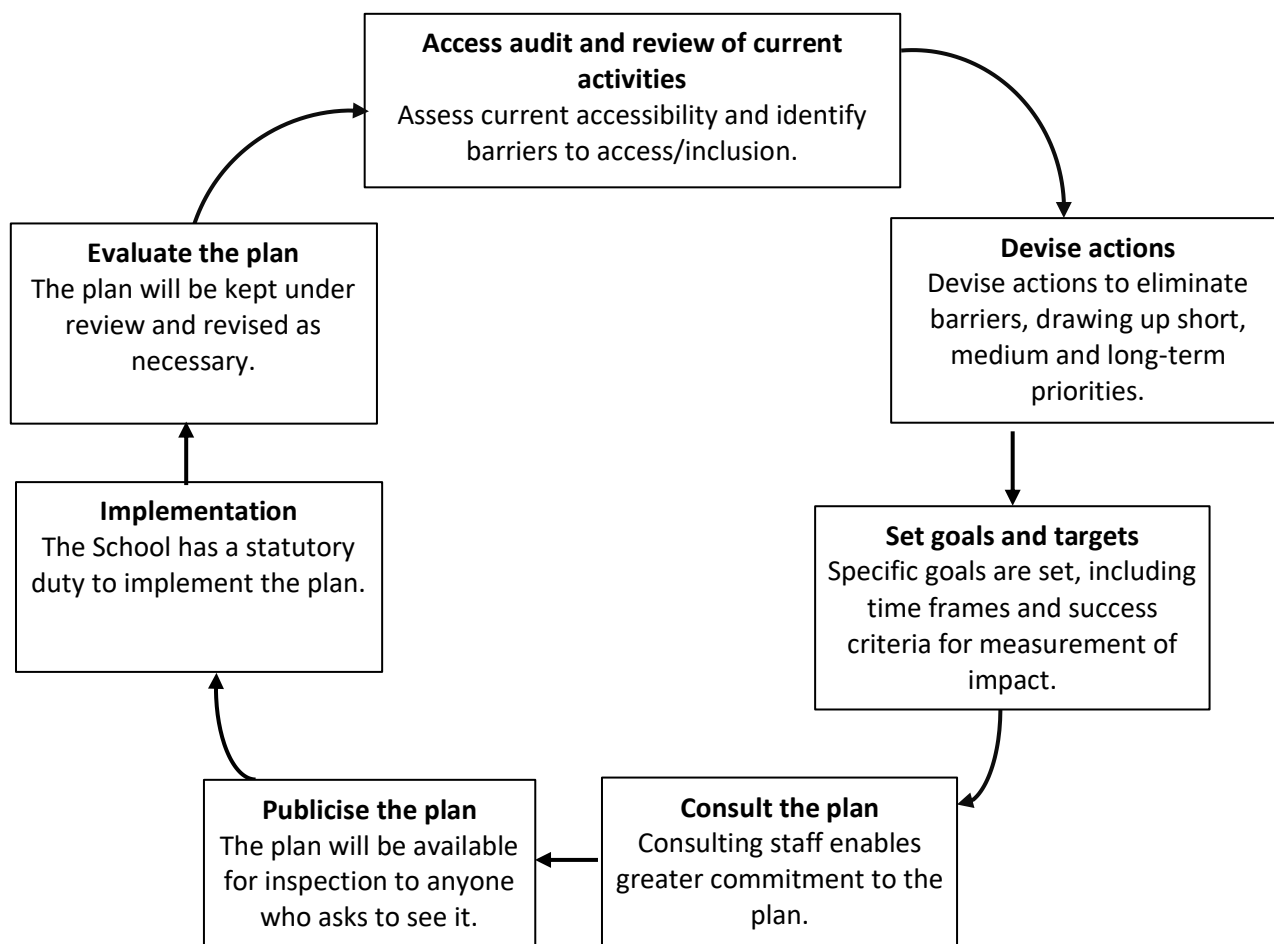 Access audit and review of current
activities
Assess current accessibility and identify
barriers to access/inclusion.
Devise actions
Devise actions to eliminate
barriers, drawing up short,
medium and long-term
priorities.
Set goals and targets
Specific goals are set, including
time frames and success
criteria for measurement of
impact.
Consult the plan
Consulting staff enables
greater commitment to the
plan.
Publicise the plan
The plan will be available
for inspection to anyone
who asks to see it.
Implementation
The School has a statutory
duty to implement the plan.
Evaluate the plan
The plan will be kept under
review and revised as
necessary.